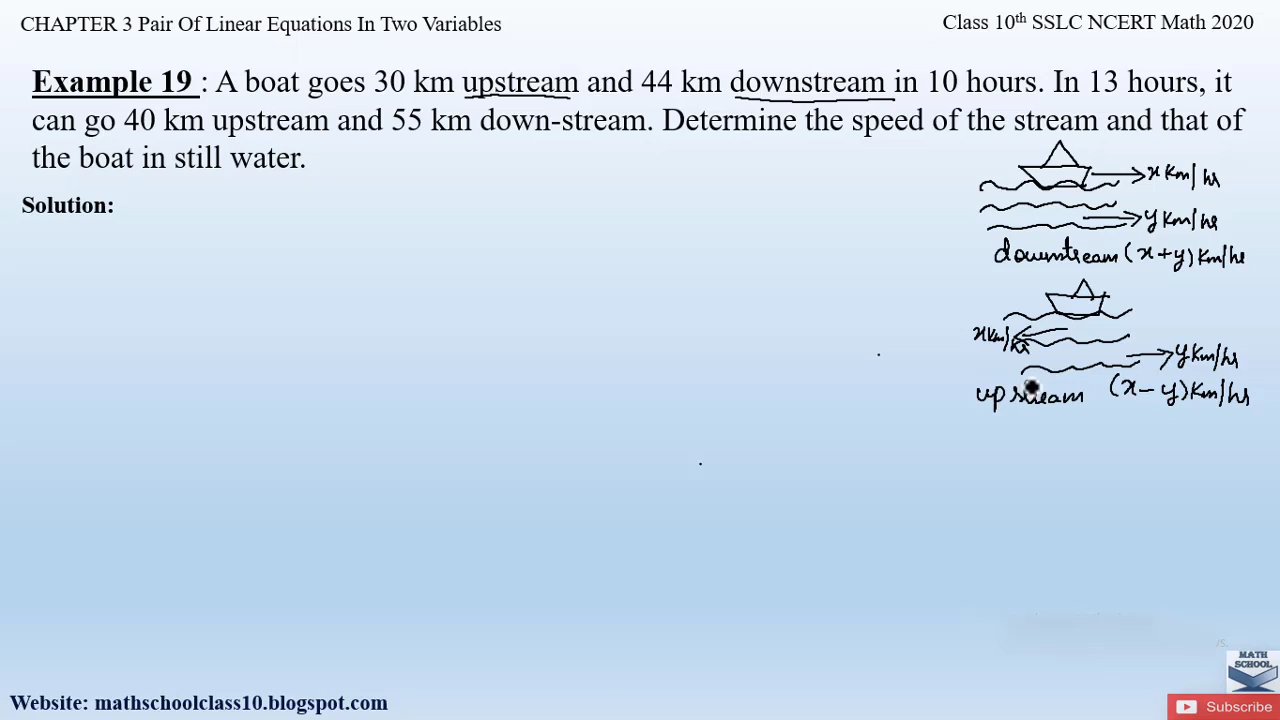 CHAPTER 3 Pair Of Linear Equations In Two Variables
Class 10th SSLC NCERT Math 2020
Example 19 : A boat goes 30 km upstream and 44 km downstream in 10 hours. In 13 hours, it
can go 40 km upstream and 55 km down-stream. Determine the speed of the stream and that of
the boat in still water.
Solution:
x Km/hr
y Km/hr
downstream (x+y) Km/hr
x Km/hr
y Km/hr
upstream (x-y) Km/hr
MATH
SCHOOL
Website: mathschoolclass10.blogspot.com
Subscribe